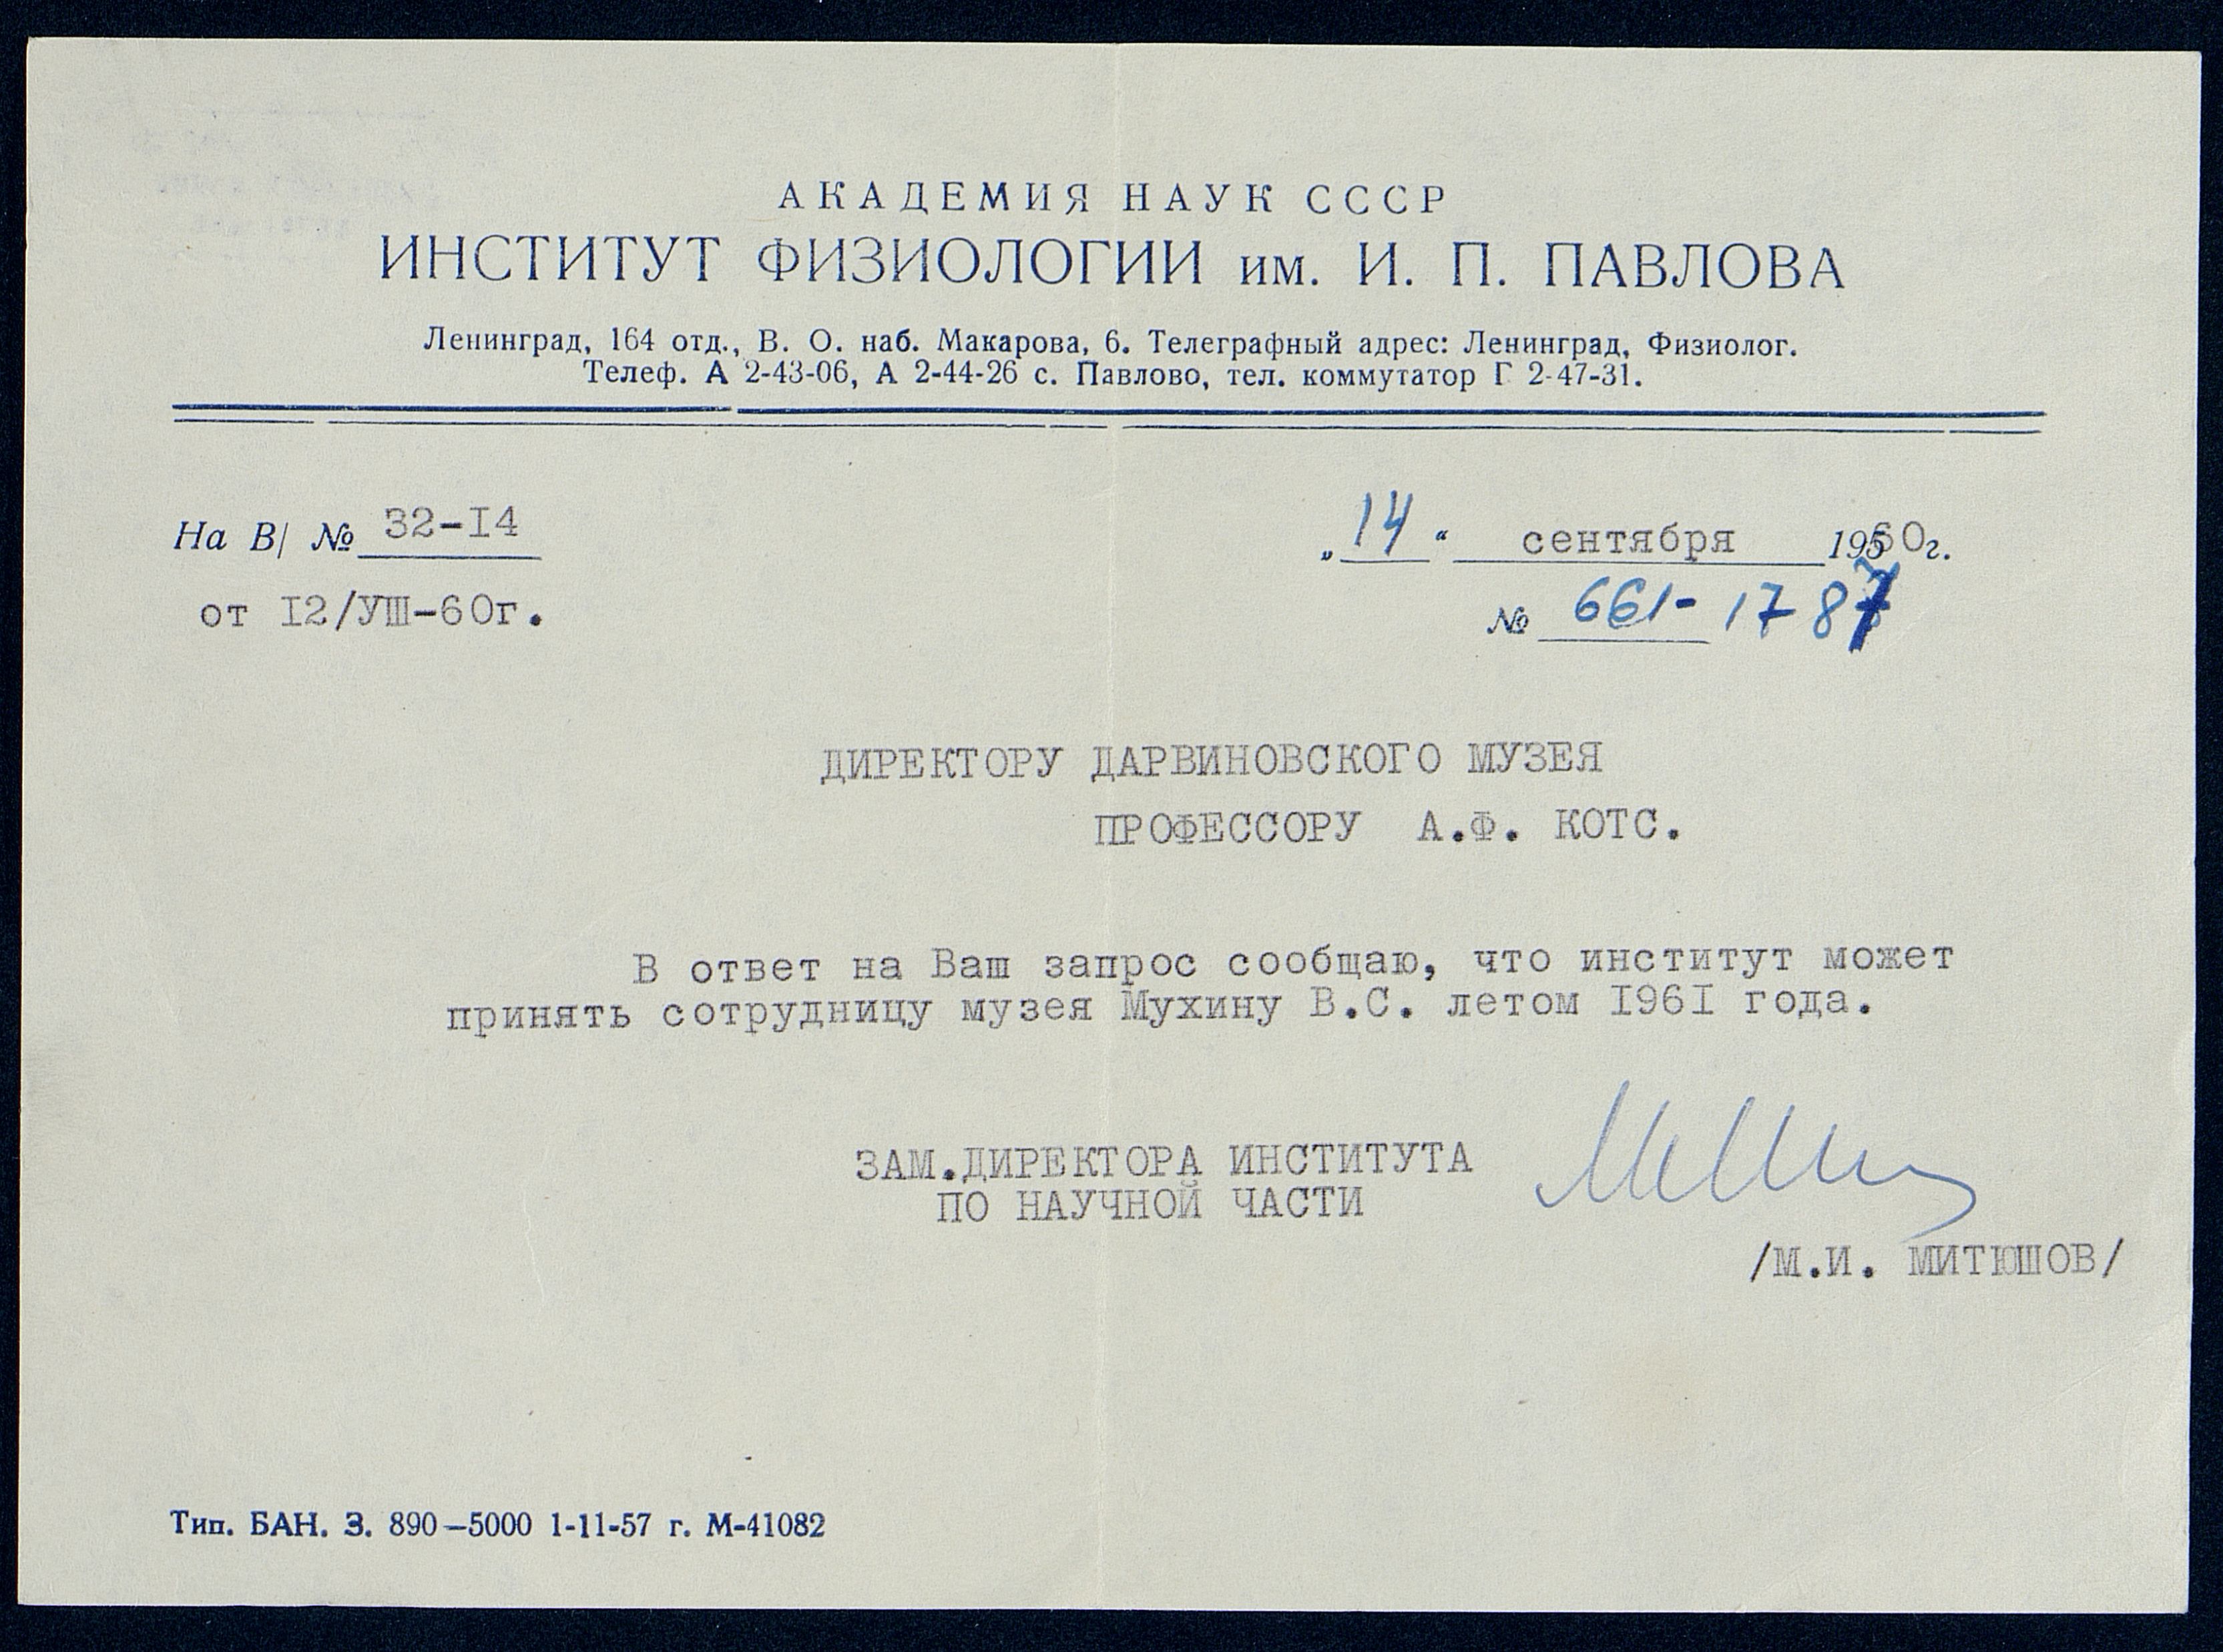 АКАДЕМИЯ НАУК СССР
ИНСТИТУТ ФИЗИОЛОГИИ им. И. П. ПАВЛОВА
Ленинград, 164 отд., В. О. наб. Макарова, 6. Телеграфный адрес: Ленинград, Физиолог.
Телеф. А 2-43-06, А 2-44-26 с. Павлово, тел. коммутатор Г 2-47-31.
На В/ № 32-I4
„14“ сентября 1960г.
от I2/УШ-60г.
№ 661-1787
ДИРЕКТОРУ ДАРВИНОВСКОГО МУЗЕЯ
ПРОФЕССОРУ А.Ф. КОТС.
В ответ на Ваш запрос сообщаю, что институт может
принять сотрудницу музея Мухину В.С. летом I96I года.
ЗАМ.ДИРЕКТОРА ИНСТИТУТА
ПО НАУЧНОЙ ЧАСТИ
/М.И. МИТЮШОВ/
Тип. БАН. З. 890—5000 1-11-57 г. М-41082